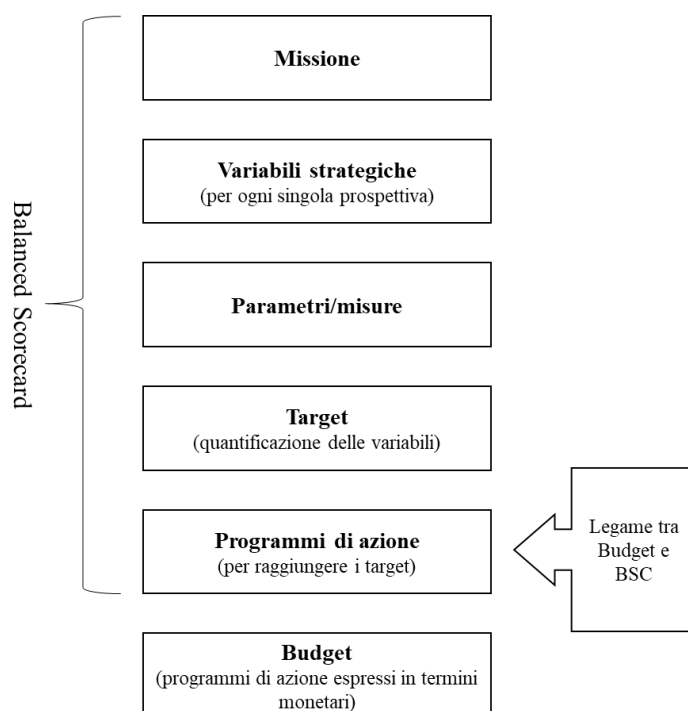 Balanced Scorecard
Missione
Variabili strategiche
(per ogni singola prospettiva)
Parametri/misure
Target
(quantificazione delle variabili)
Programmi di azione
(per raggiungere i target)
Legame tra
Budget e
BSC
Budget
(programmi di azione espressi in termini
monetari)